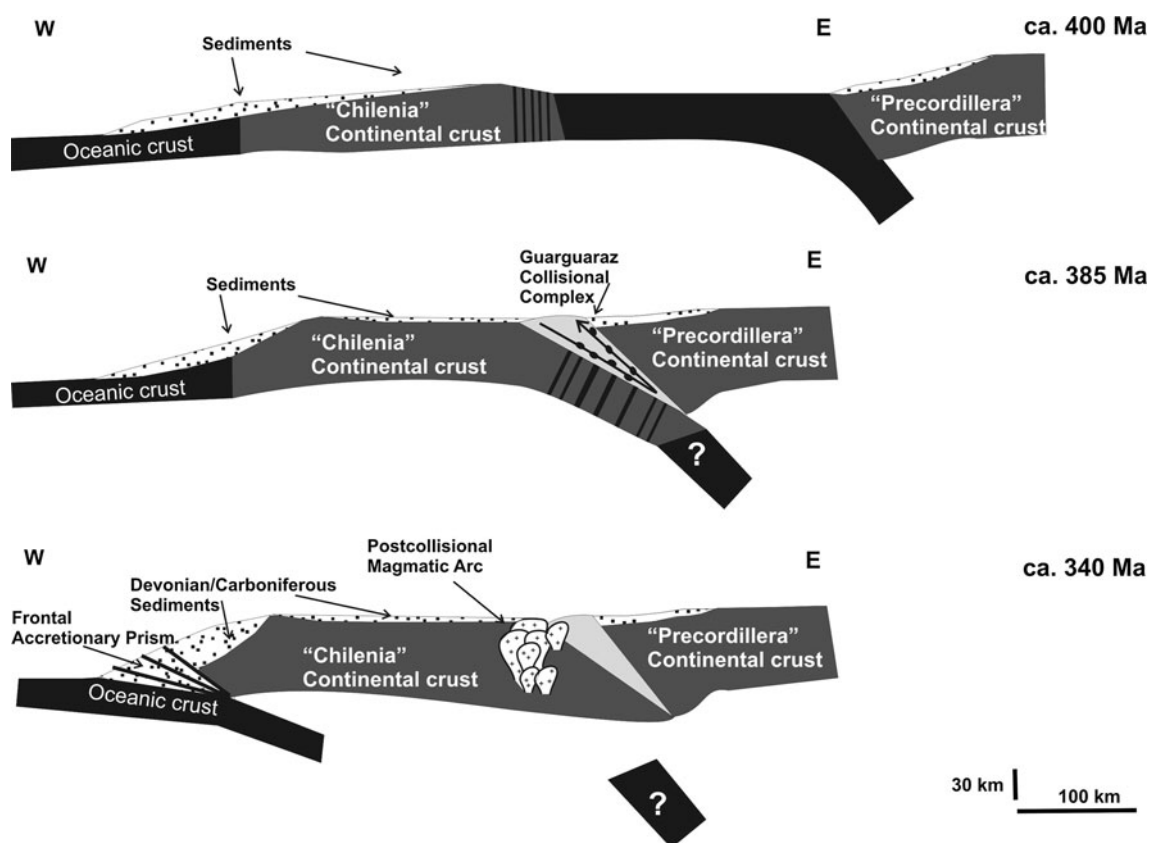 W
E
ca. 400 Ma
Sediments
"Chilenia"
Continental crust
"Precordillera"
Continental crust
Oceanic crust
W
E
ca. 385 Ma
Guarguaraz
Collisional
Complex
Sediments
"Chilenia"
Continental crust
"Precordillera"
Continental crust
Oceanic crust
?
W
E
ca. 340 Ma
Postcollisional
Magmatic Arc
Devonian/Carboniferous
Sediments
Frontal
Accretionary Prism
"Chilenia"
Continental crust
"Precordillera"
Continental crust
Oceanic crust
?
30 km
100 km